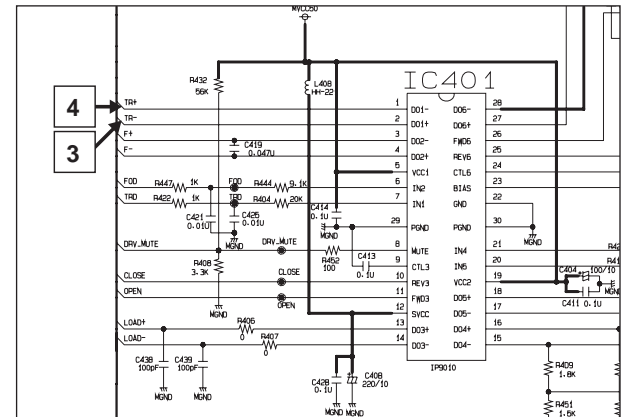 MVCC50
IC401
R432
56K
L408
HH-22
4
3
TR+
TR-
F+
F-
C419
0.047U
FOD
TRD
R447 1K
FOD
R444 9.1K
R422 1K
TRD
R404 20K
C421
0.01U
C425
0.01U
MGND
C414
0.1U
MGND
DRV_MUTE
DRV_MUTE
R452
100
C413
0.1U
R408
3.3K
CLOSE
CLOSE
OPEN
OPEN
MGND
LOAD+
LOAD-
R406
0
R407
0
C438
100pF
C439
100pF
MGND
MGND
C428
0.1U
C408
220/10
MGND MGND
1 DO1- DO6- 28
2 DO1+ DO6+ 27
3 DO2- FWD6 26
4 DO2+ REV6 25
5 VCC1 CTL6 24
6 IN2 BIAS 23
7 IN1 GND 22
29 PGND PGND 30
8 MUTE IN4 21
9 CTL3 IN5 20
10 REV3 VCC2 19
11 FWD3 DO5+ 18
12 SVCC DO5- 17
13 DO3+ DO4+ 16
14 DO3- DO4- 15
IP9010
MGND
C404 100/10
C411 0.1U
R409
1.8K
R451
1.5K